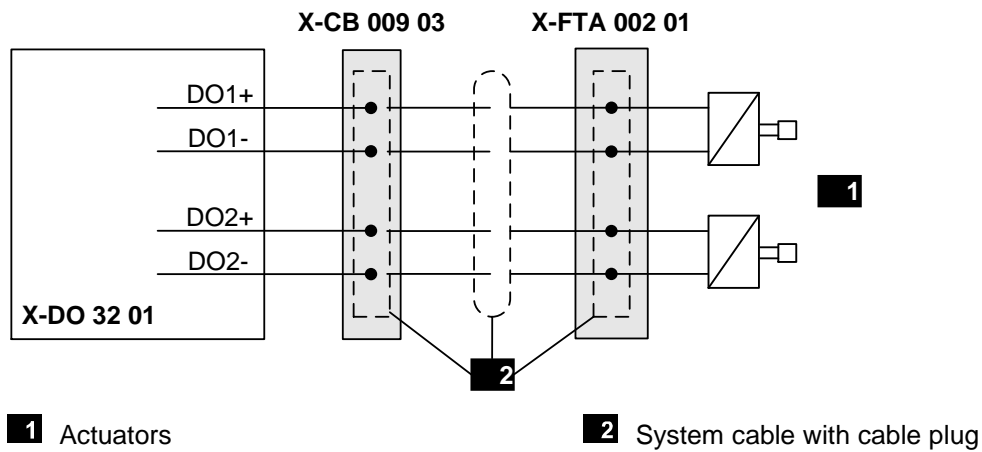 X-CB 009 03 X-FTA 002 01
DO1+
DO1-
DO2+
DO2-
X-DO 32 01
1
2
1 Actuators 2 System cable with cable plug